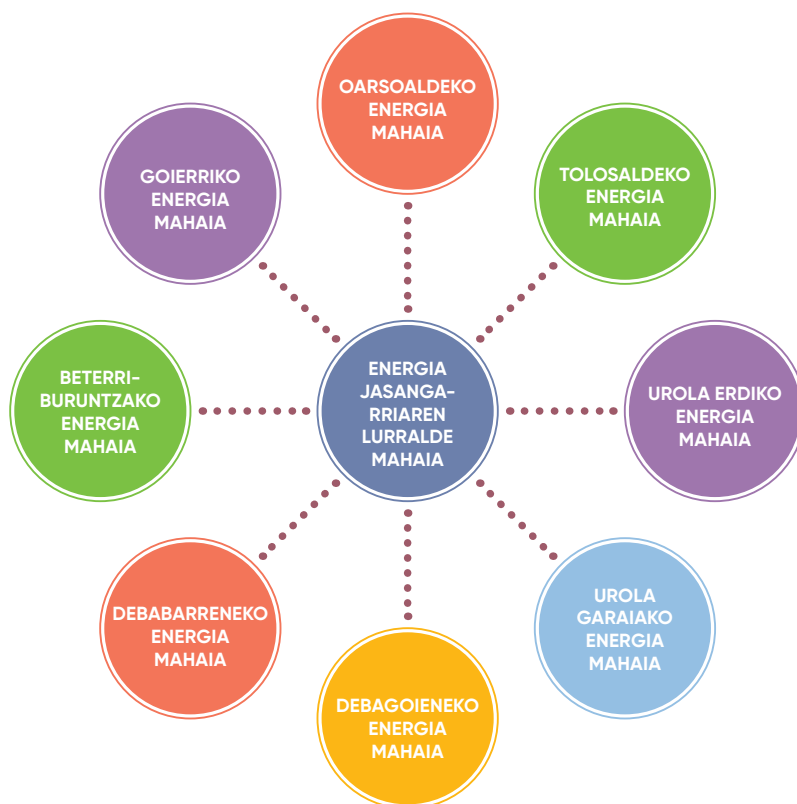 OARSOALDEKO
ENERGIA
MAHAIA
GOIERRIKO
ENERGIA
MAHAIA
TOLOSALDEKO
ENERGIA
MAHAIA
BETERRI-
BURUNTZAKO
ENERGIA
MAHAIA
ENERGIA
JASANGA-
RRIAREN
LURRALDE
MAHAIA
UROLA ERDIKO
ENERGIA
MAHAIA
DEBABARRENEKO
ENERGIA
MAHAIA
UROLA
GARAIAKO
ENERGIA
MAHAIA
DEBAGOIENEKO
ENERGIA
MAHAIA